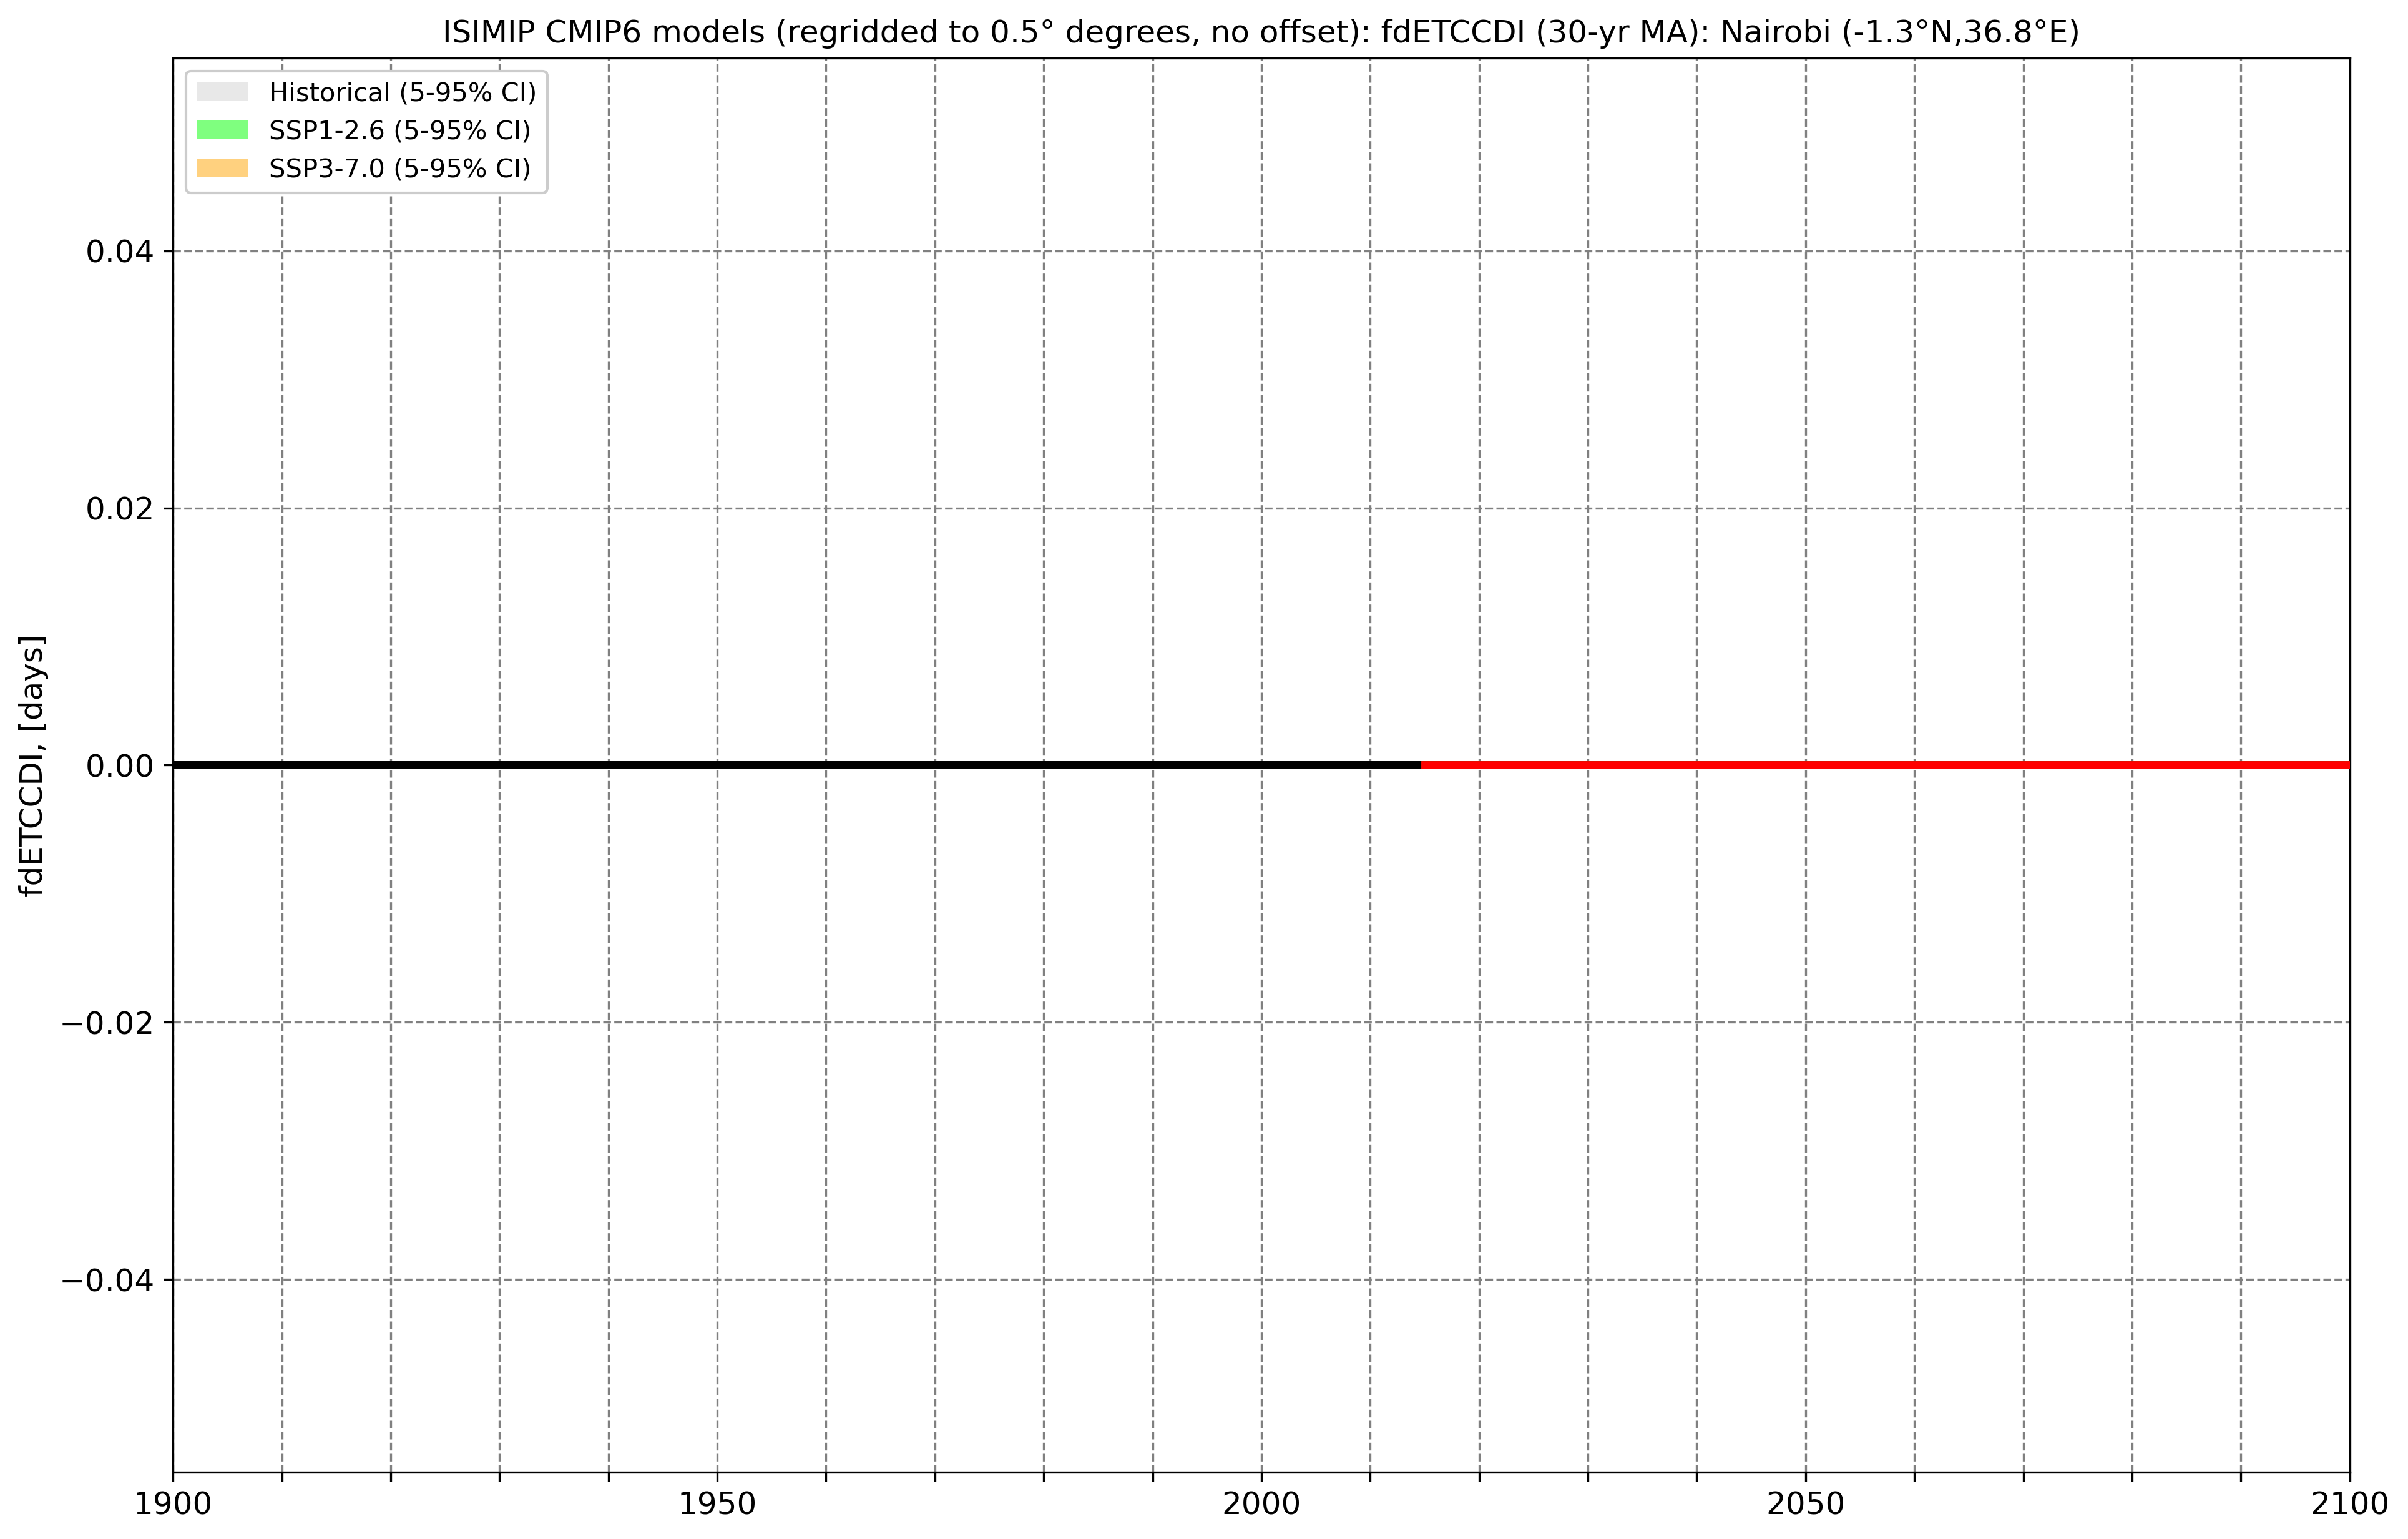 ISIMIP CMIP6 models (regridded to 0.5° degrees, no offset): fdETCCDI (30-yr MA): Nairobi (-1.3°N,36.8°E)
Historical (5-95% CI)
SSP1-2.6 (5-95% CI)
SSP3-7.0 (5-95% CI)
0.04
0.02
0.00
−0.02
−0.04
fdETCCDI, [days]
1900 1950 2000 2050 2100